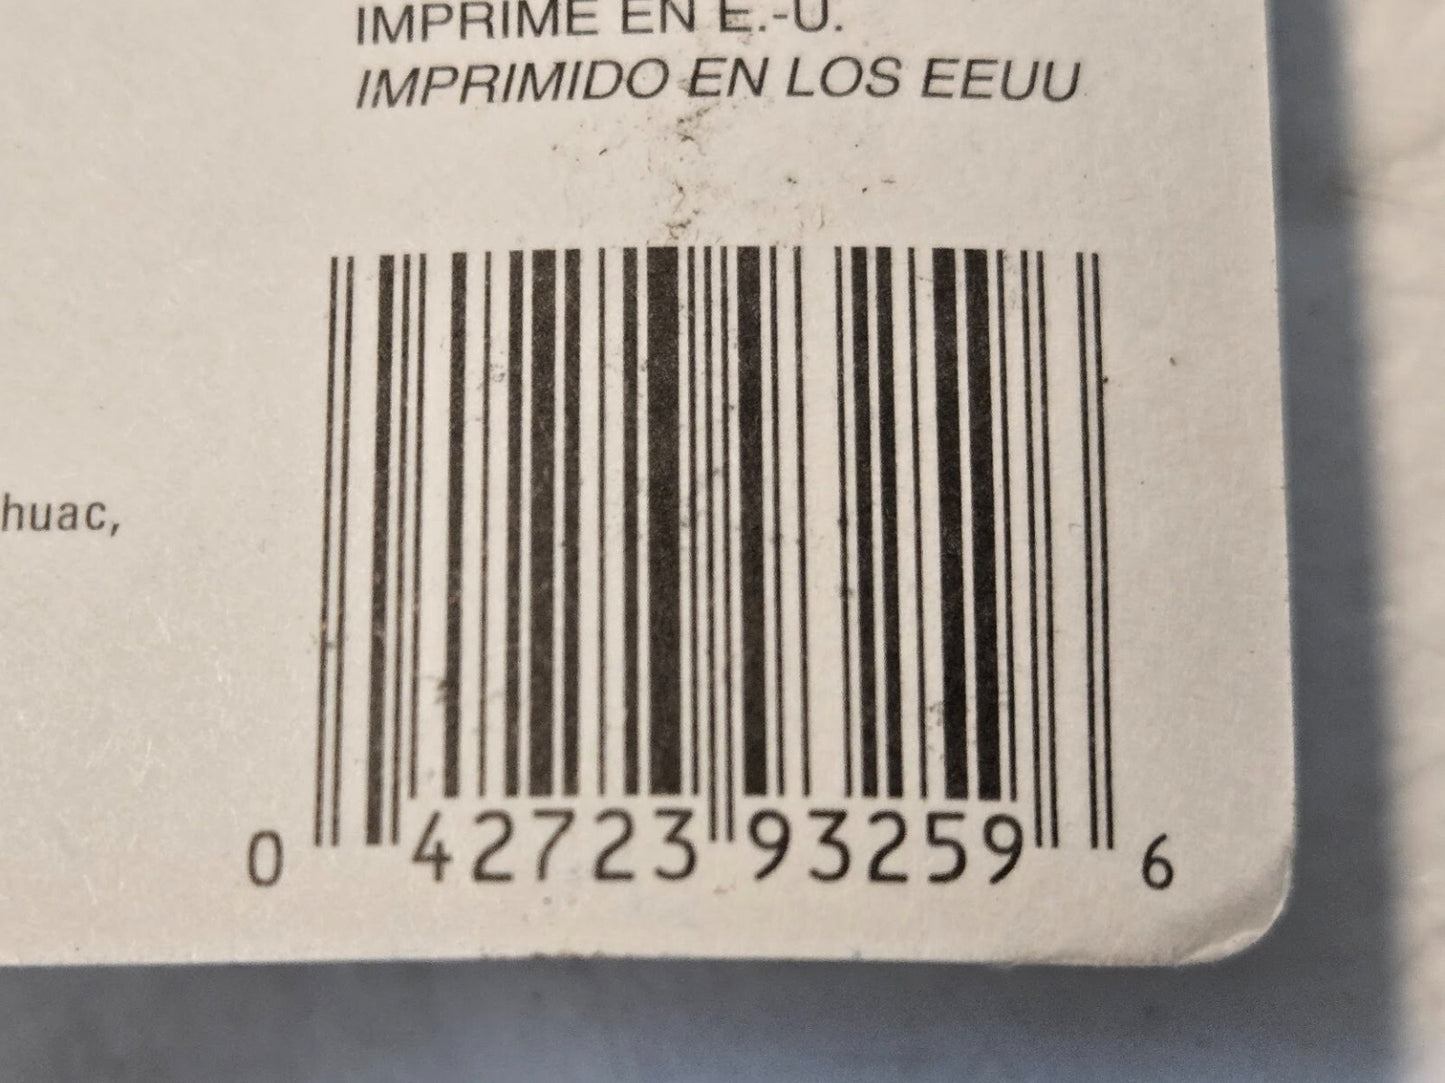 IMPRIME EN E.-U.
IMPRIMIDO EN LOS EEUU
huac,
0 42723 93259 6